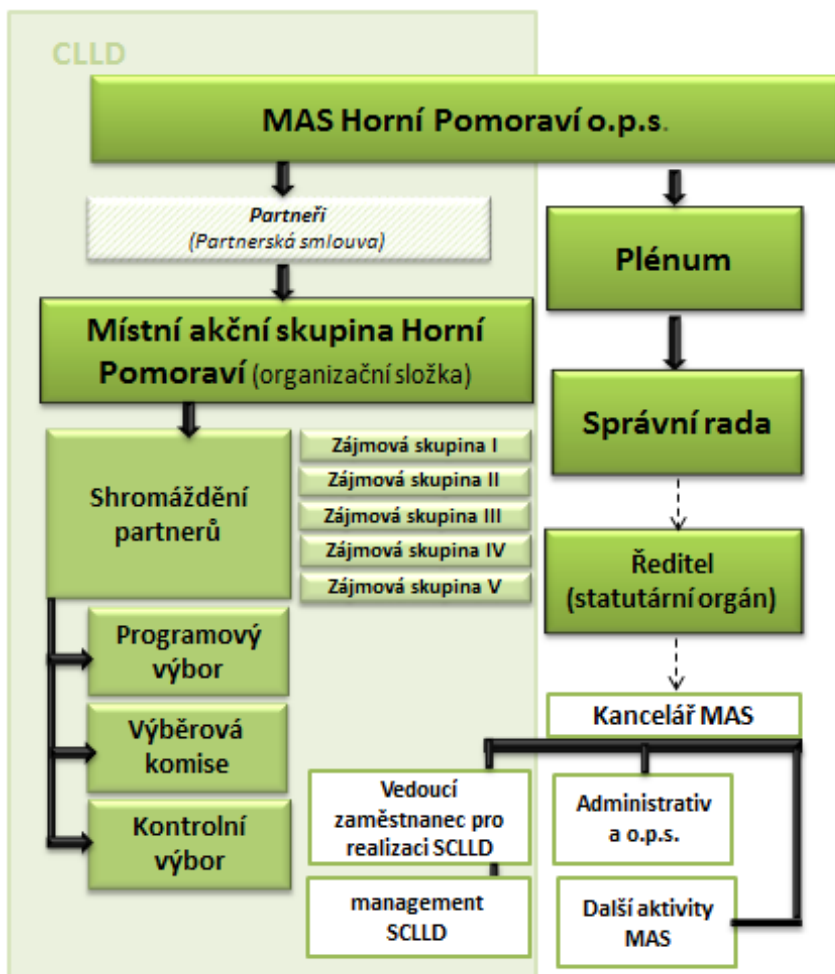 CLLD
MAS Horní Pomoraví o.p.s.
Partneři
(Partnerská smlouva)
Místní akční skupina Horní
Pomoraví (organizační složka)
Shromáždění
partnerů
Zájmová skupina I
Zájmová skupina II
Zájmová skupina III
Zájmová skupina IV
Zájmová skupina V
Programový
výbor
Výběrová
komise
Kontrolní
výbor
Plénum
Správní rada
Ředitel
(statutární orgán)
Kancelář MAS
Vedoucí
zaměstnanec pro
realizaci SCLLD
management
SCLLD
Administrativ
a o.p.s.
Další aktivity
MAS